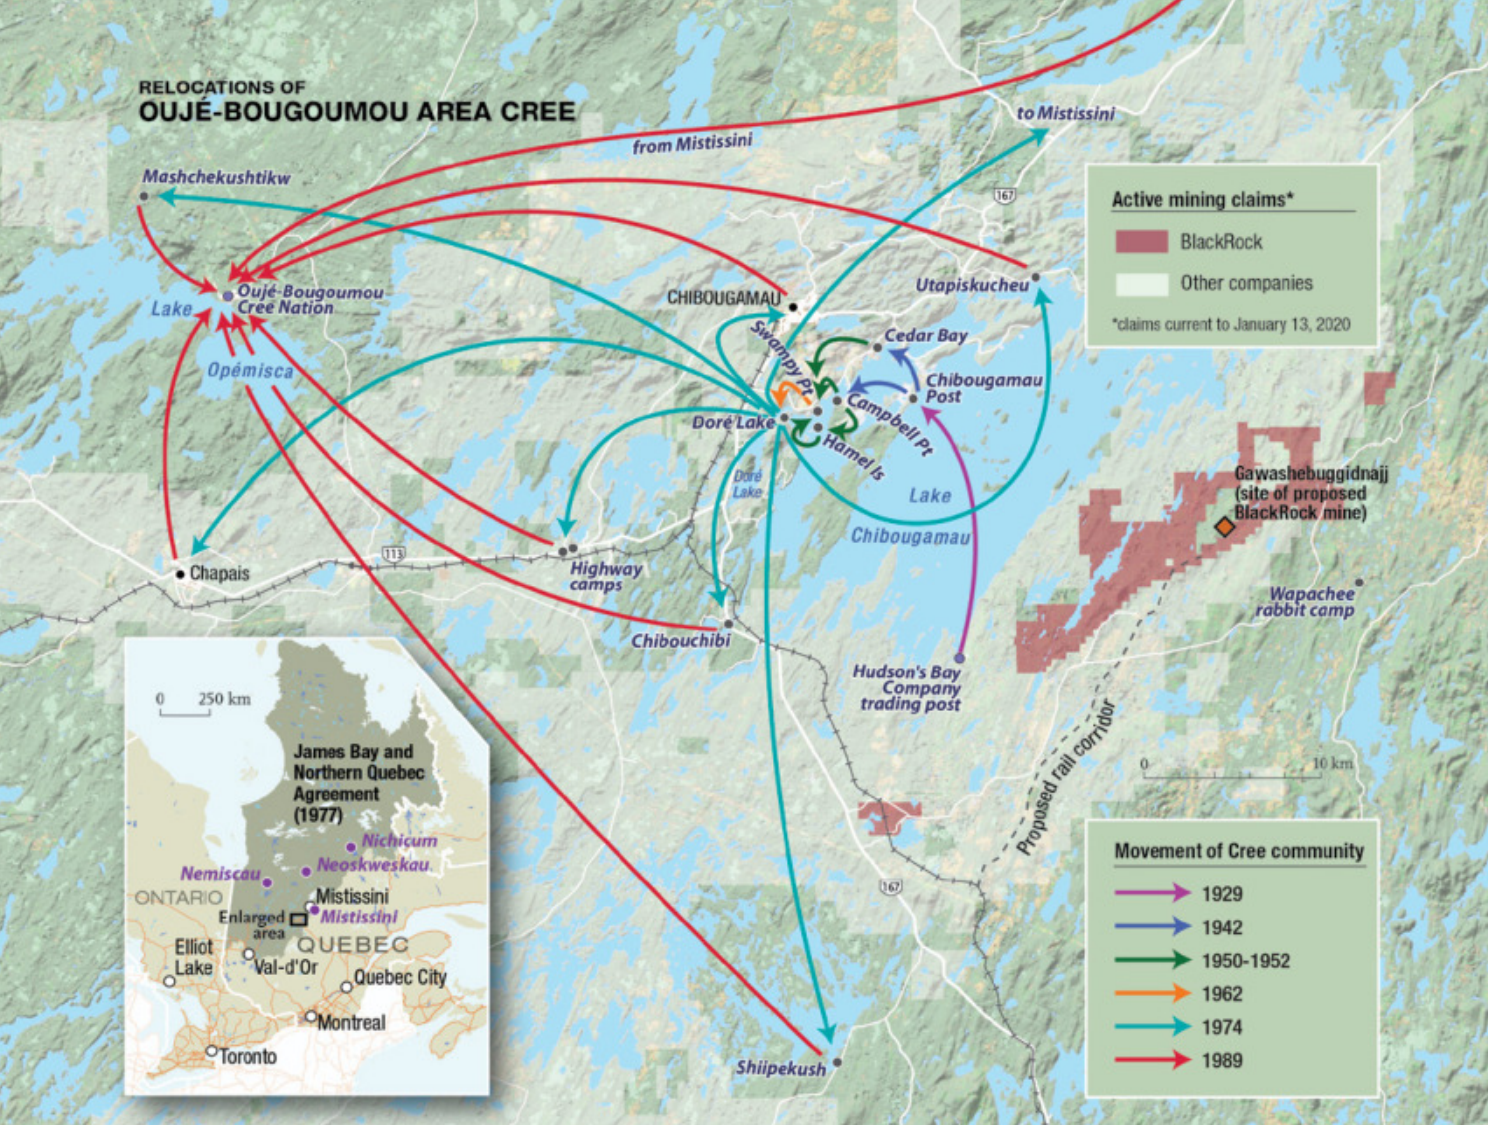 RELOCATIONS OF
OUJÉ-BOUGOUMOU AREA CREE
to Mistissini
from Mistissini
Mashchekushtikw
167
Active mining claims*
BlackRock
Other companies
*claims current to January 13, 2020
Utapiskucheu
Oujé-Bougoumou
Cree Nation
Lake
Opémisca
CHIBOUGAMAU
Swampy Pt
Cedar Bay
Chibougamau
Post
Campbell Pt
Doré Lake
Hamel Is
Doré
Lake
Lake
Chibougamau
Gawashebuggidnajj
(site of proposed
BlackRock mine)
113
Chapais
Highway
camps
Wapachee
rabbit camp
Chibouchibi
Hudson's Bay
Company
trading post
Proposed rail corridor
0 10 km
0 250 km
James Bay and
Northern Quebec
Agreement
(1977)
Nichicum
Neoskweskau
Nemiscau
ONTARIO
Mistissini
Mistissini
Enlarged
area
QUEBEC
Elliot
Lake
Val-d'Or
Quebec City
Montreal
Toronto
167
Shiipekush
Movement of Cree community
1929
1942
1950-1952
1962
1974
1989